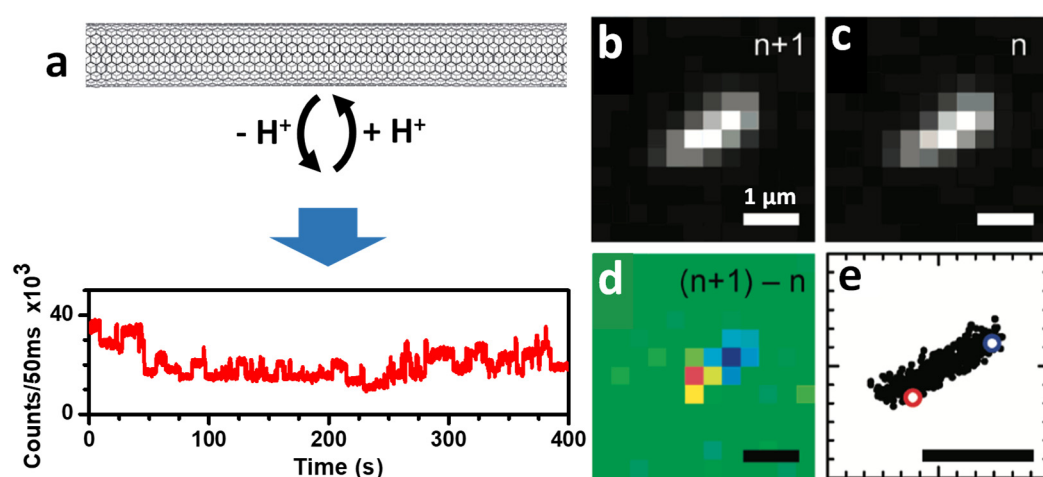 a
- H⁺
+ H⁺
Counts/50ms x10³
40
0
0
100
200
300
400
Time (s)
b
n+1
1 µm
c
n
d
(n+1) – n
e